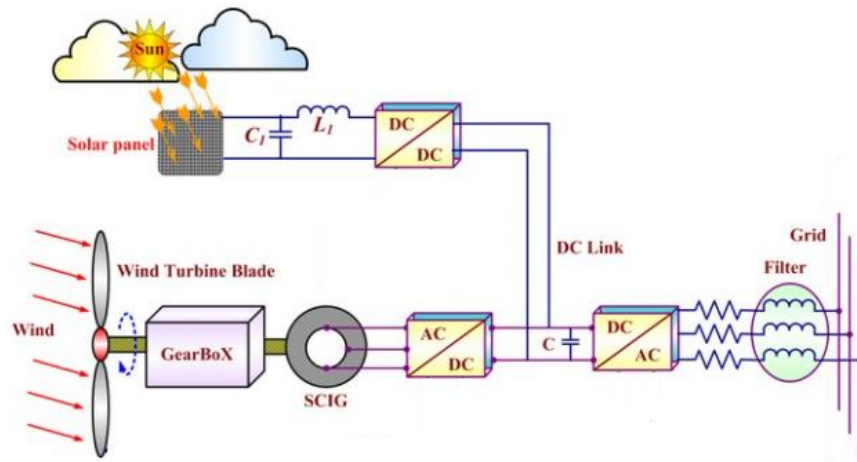 Sun
Solar panel
C1
L1
DC
DC
DC Link
Grid
Filter
Wind Turbine Blade
Wind
GearBoX
SCIG
AC
DC
C
DC
AC